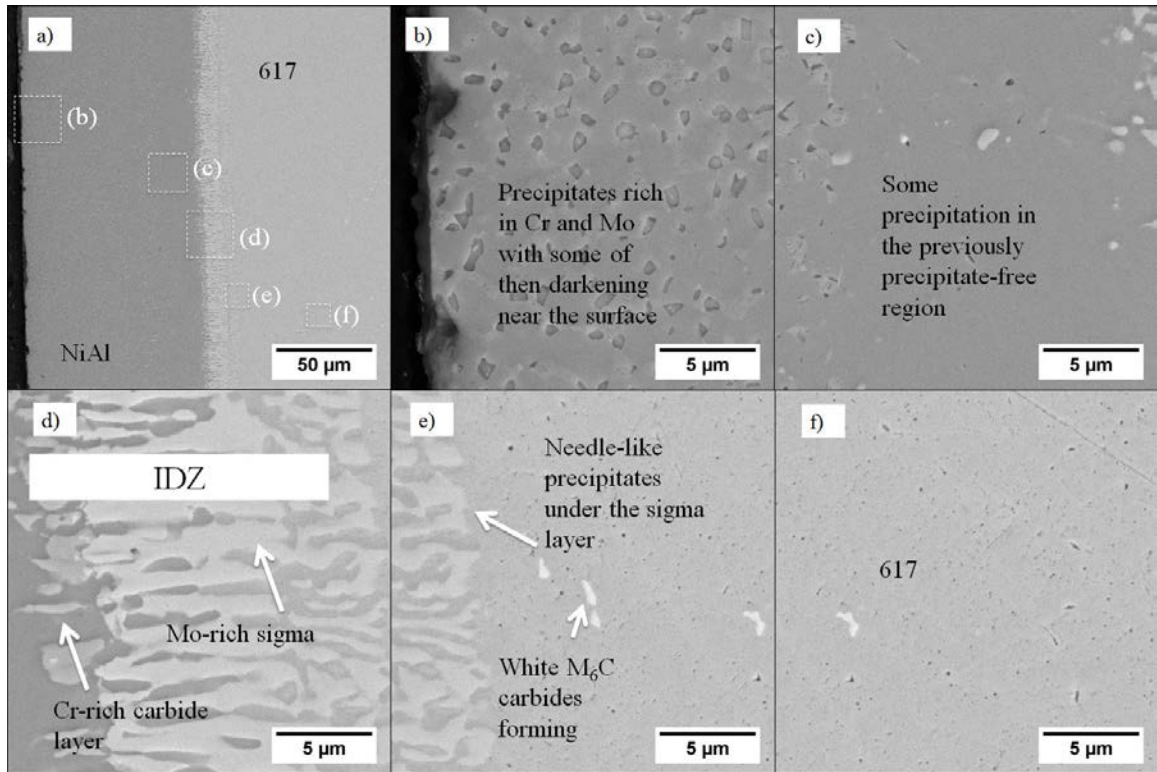 a)
617
(b)
(c)
(d)
(e)
(f)
NiAl
50 µm
b)
Precipitates rich
in Cr and Mo
with some of
then darkening
near the surface
5 µm
c)
Some
precipitation in
the previously
precipitate-free
region
5 µm
d)
IDZ
Mo-rich sigma
Cr-rich carbide
layer
5 µm
e)
Needle-like
precipitates
under the sigma
layer
White M₆C
carbides
forming
5 µm
f)
617
5 µm